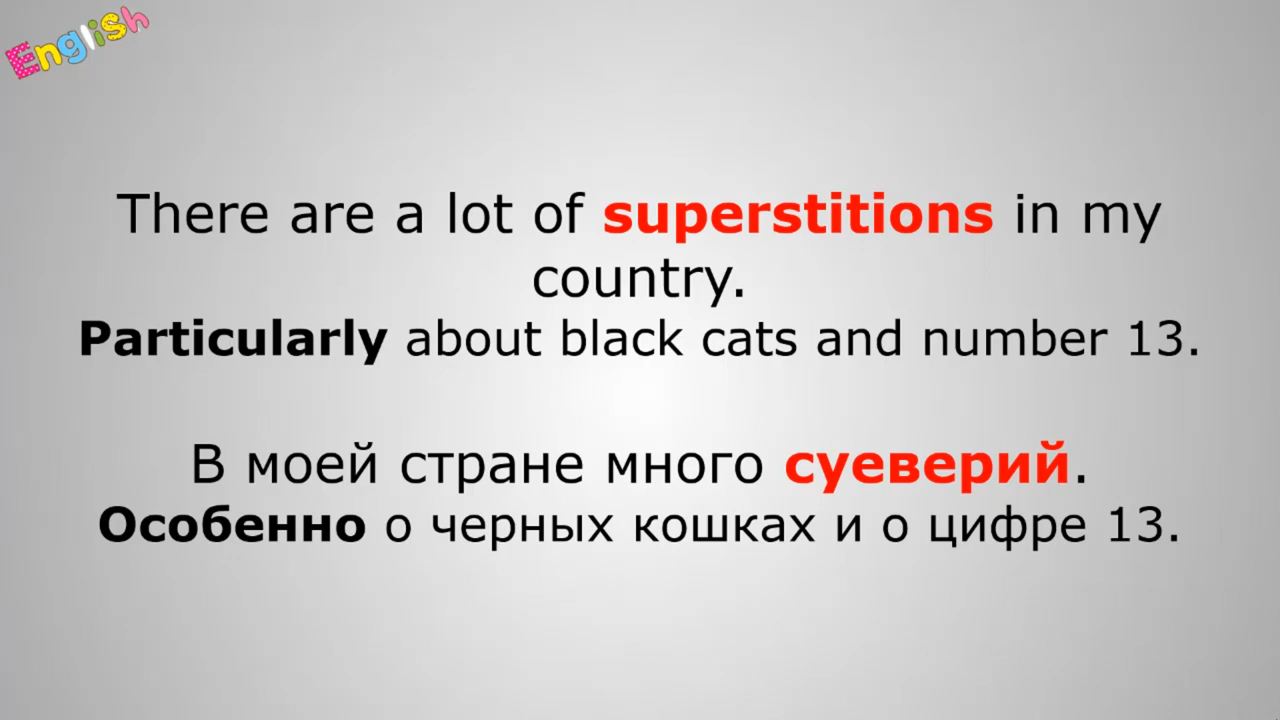 English
There are a lot of superstitions in my
country.
Particularly about black cats and number 13.
В моей стране много суеверий.
Особенно о черных кошках и о цифре 13.